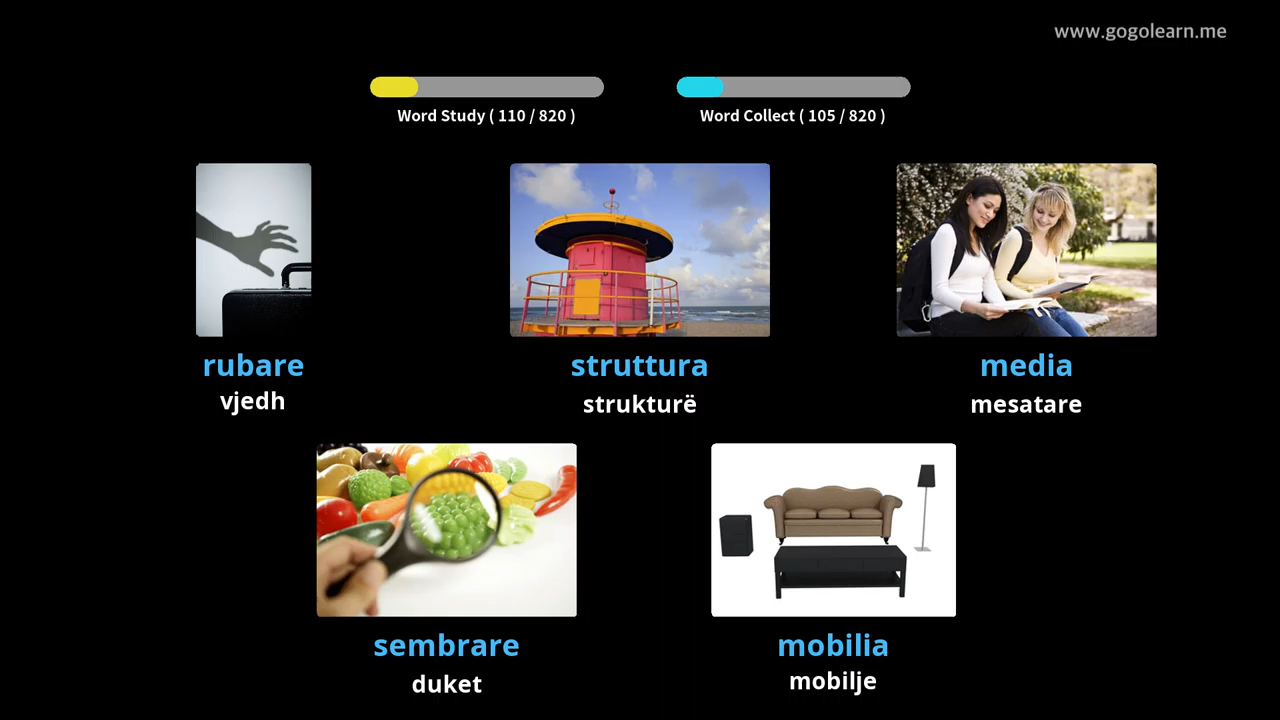 www.gogolearn.me
Word Study ( 110 / 820 )
Word Collect ( 105 / 820 )
rubare
vjedh
struttura
strukturë
media
mesatare
sembrare
duket
mobilia
mobilje